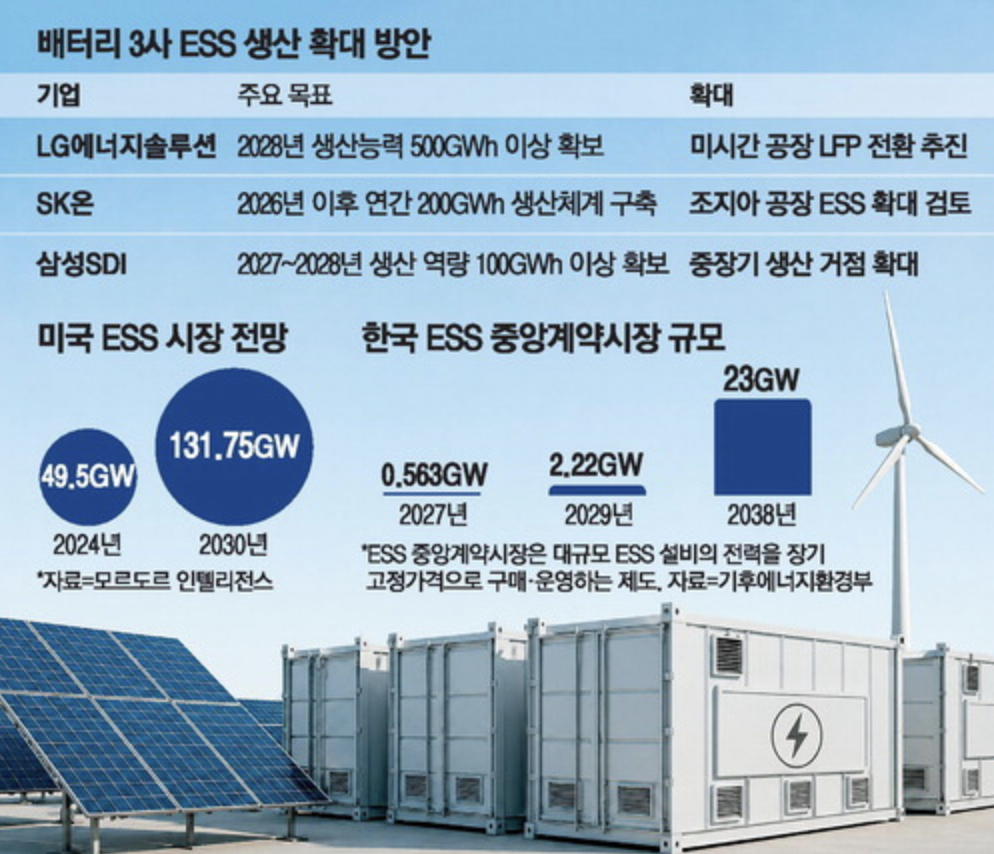 배터리 3사 ESS 생산 확대 방안
기업 주요 목표 확대
LG에너지솔루션 2028년 생산능력 500GWh 이상 확보 미시간 공장 LFP 전환 추진
SK온 2026년 이후 연간 200GWh 생산체계 구축 조지아 공장 ESS 확대 검토
삼성SDI 2027~2028년 생산 역량 100GWh 이상 확보 중장기 생산 거점 확대
미국 ESS 시장 전망
49.5GW
131.75GW
2024년
2030년
*자료=모르도르 인텔리전스
한국 ESS 중앙계약시장 규모
0.563GW
2.22GW
23GW
2027년
2029년
2038년
*ESS 중앙계약시장은 대규모 ESS 설비의 전력을 장기
고정가격으로 구매·운영하는 제도. 자료=기후에너지환경부